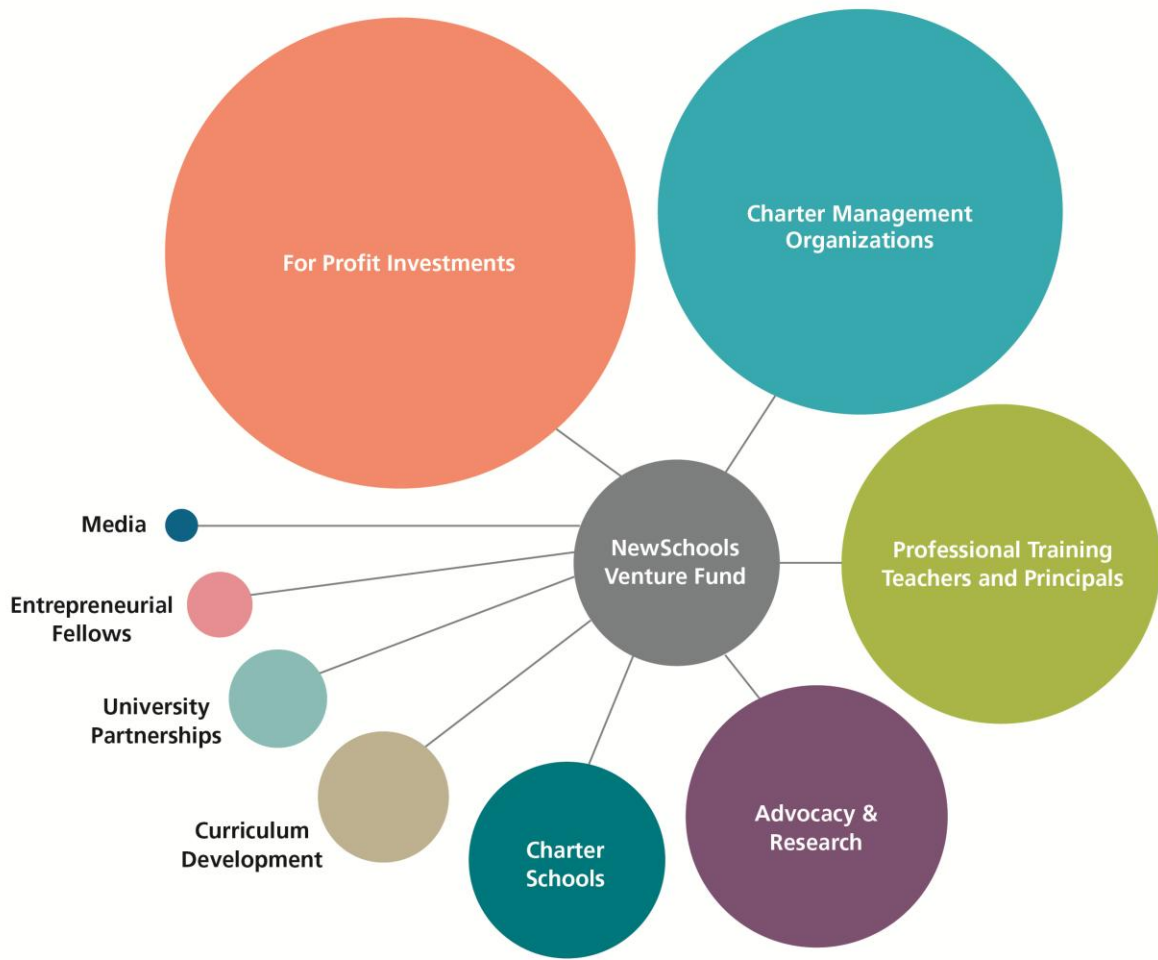 For Profit Investments
Charter Management
Organizations
Media
NewSchools
Venture Fund
Professional Training
Teachers and Principals
Entrepreneurial
Fellows
University
Partnerships
Curriculum
Development
Charter
Schools
Advocacy &
Research